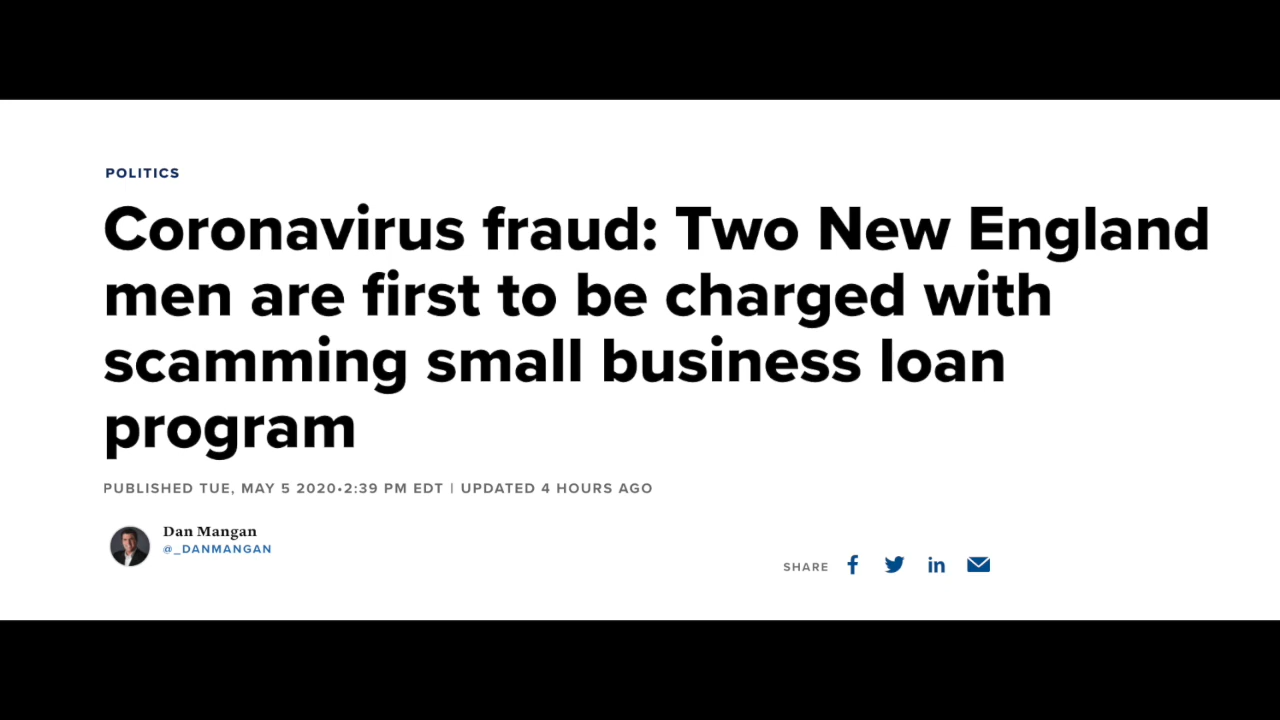 POLITICS
Coronavirus fraud: Two New England
men are first to be charged with
scamming small business loan
program
PUBLISHED TUE, MAY 5 2020•2:39 PM EDT | UPDATED 4 HOURS AGO
Dan Mangan
@_DANMANGAN
SHARE